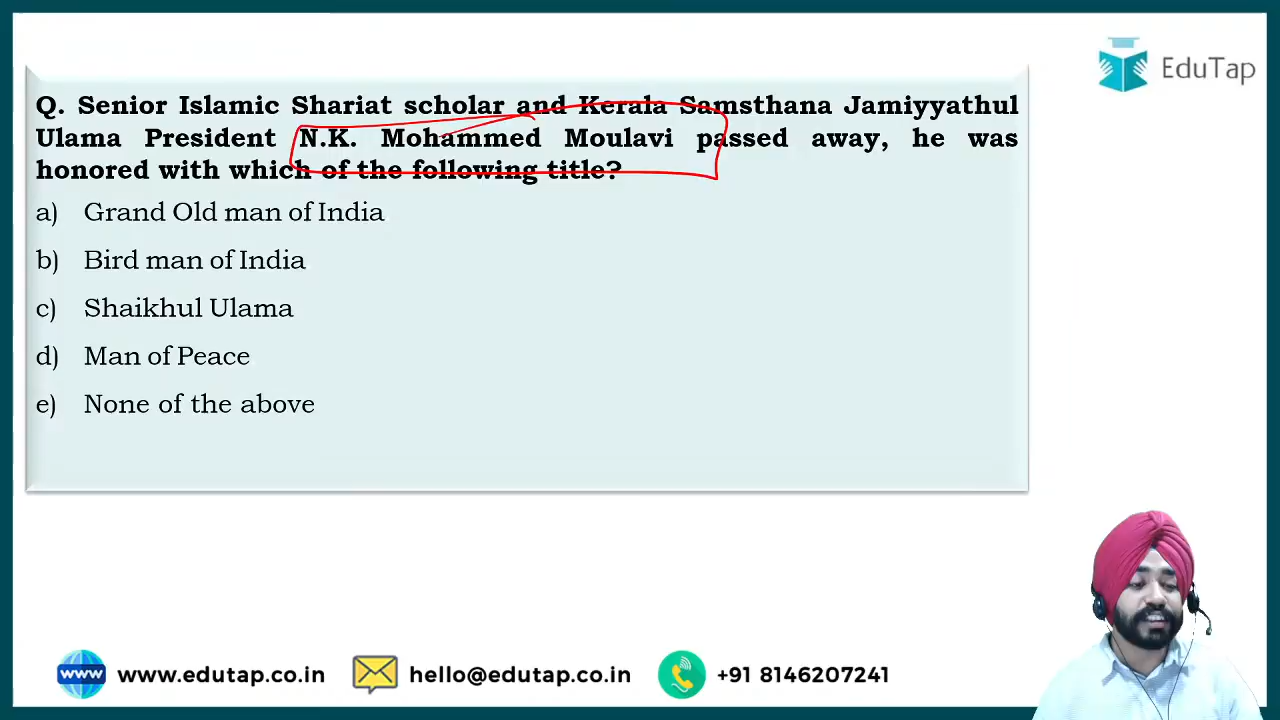 EduTap
Q. Senior Islamic Shariat scholar and Kerala Samsthana Jamiyyathul
Ulama President N.K. Mohammed Moulavi passed away, he was
honored with which of the following title?
a) Grand Old man of India
b) Bird man of India
c) Shaikhul Ulama
d) Man of Peace
e) None of the above
www www.edutap.co.in hello@edutap.co.in +91 8146207241